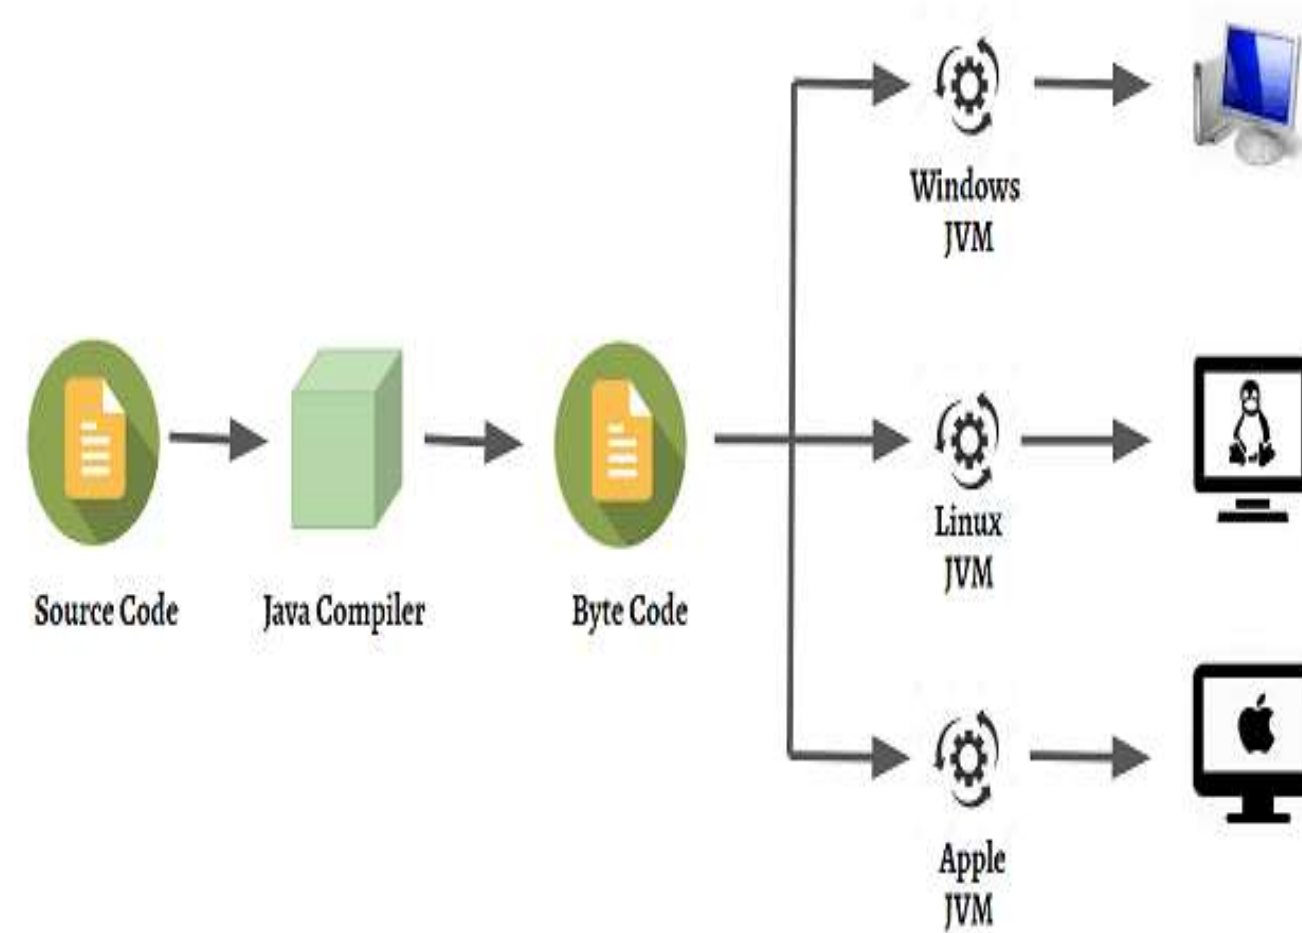 Windows
JVM
Source Code
Java Compiler
Byte Code
Linux
JVM
Apple
JVM